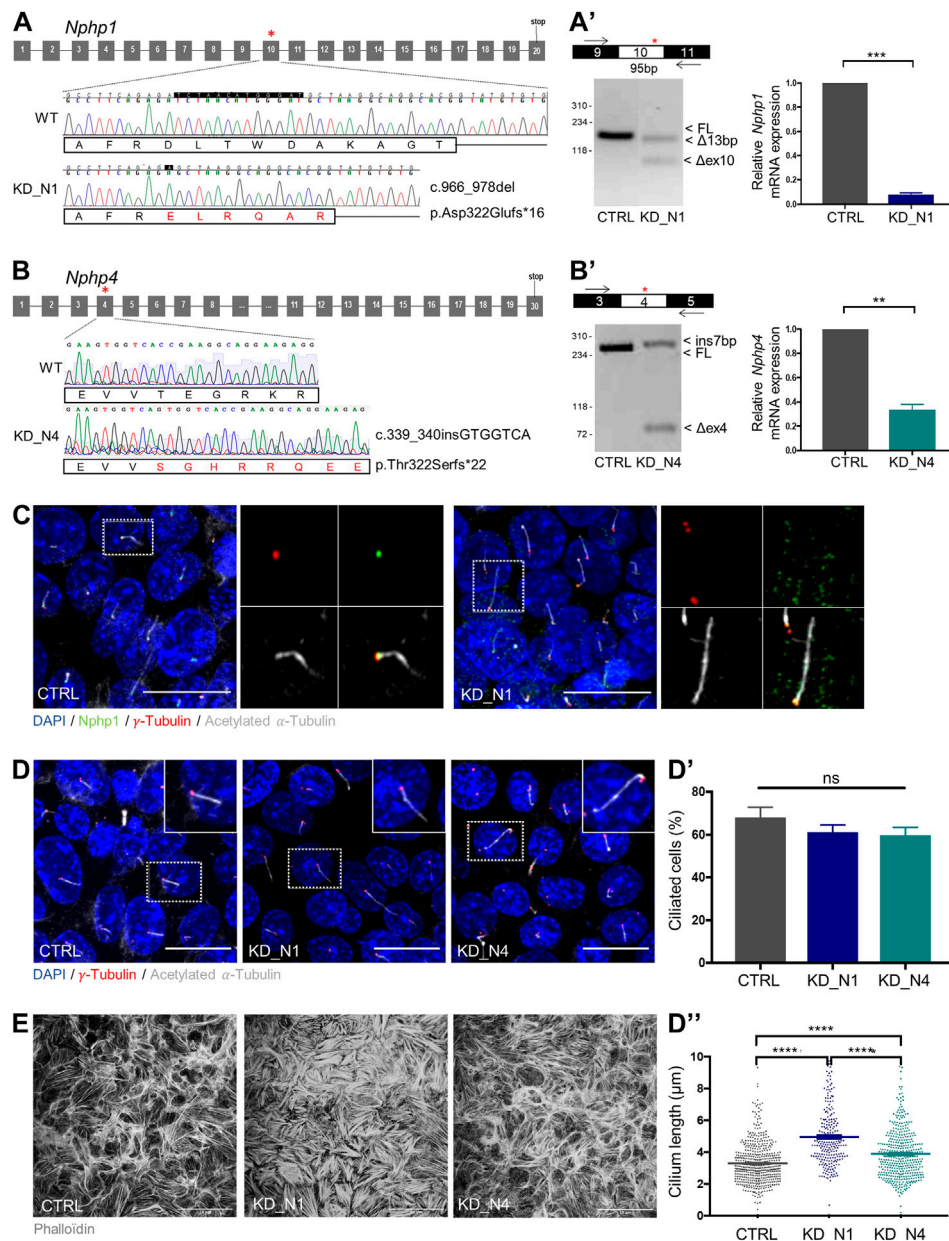 A
Nphp1
*
stop
1 2 3 4 5 6 7 8 9 10 11 12 13 14 15 16 17 18 19 20
WT
A F R D L T W D A K A G T
KD_N1
c.966_978del
A F R E L R Q A R
p.Asp322Glufs*16
A'
*
9 10 11
95bp
310
234
118
< FL
< Δ13bp
< Δex10
CTRL KD_N1
Relative Nphp1
mRNA expression
***
1.0
0.8
0.6
0.4
0.2
0.0
CTRL KD_N1
B
Nphp4
*
stop
1 2 3 4 5 6 7 8 ... ... 11 12 13 14 15 16 17 18 19 30
G A A G T G G T C A C C G A A G G C A G G A A G A G G
WT
E V V T E G R K R
G A A G T G G T C A G T G G T C A C C G A A G G C A G G A A G A G
KD_N4
c.339_340insGTGGTCA
E V V S G H R R Q E E
p.Thr322Serfs*22
B'
*
3 4 5
310
234
118
72
< ins7bp
< FL
< Δex4
CTRL KD_N4
Relative Nphp4
mRNA expression
**
1.0
0.8
0.6
0.4
0.2
0.0
CTRL KD_N4
C
CTRL
KD_N1
DAPI / Nphp1 / γ-Tubulin / Acetylated α-Tubulin
D
CTRL
KD_N1
KD_N4
DAPI / γ-Tubulin / Acetylated α-Tubulin
D'
Ciliated cells (%)
ns
80
60
40
20
0
CTRL KD_N1 KD_N4
E
CTRL
KD_N1
KD_N4
Phalloïdin
D''
Cilium length (µm)
****
**** ****
10
8
6
4
2
0
CTRL KD_N1 KD_N4